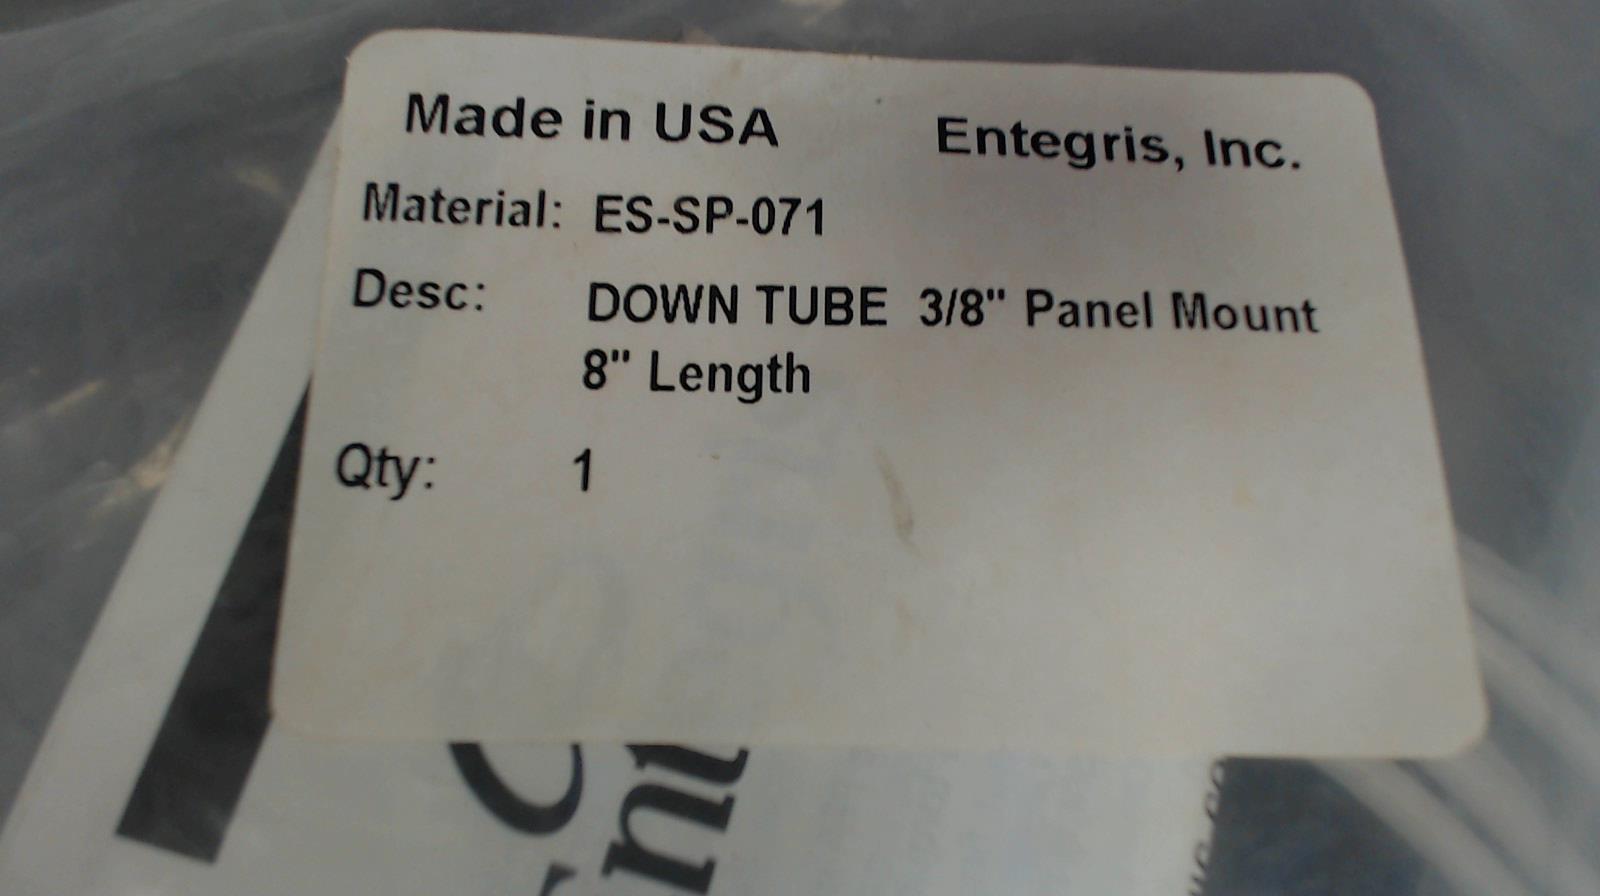 Made in USA Entegris, Inc.
Material: ES-SP-071
Desc: DOWN TUBE 3/8" Panel Mount
8" Length
Qty: 1